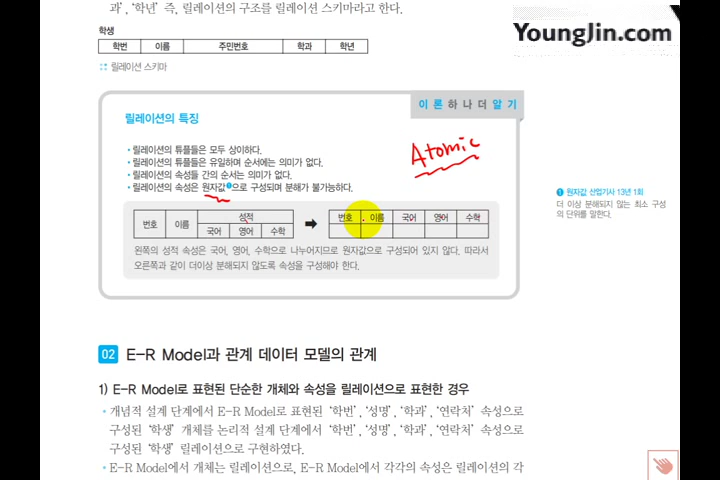 과', '학년' 즉, 릴레이션의 구조를 릴레이션 스키마라고 한다.
YoungJin.com
학생
학번 이름 주민번호 학과 학년
릴레이션 스키마
이론 하나 더 알기
릴레이션의 특징
Atomic
• 릴레이션의 튜플들은 모두 상이하다.
• 릴레이션의 튜플들은 유일하며 순서에는 의미가 없다.
• 릴레이션의 속성들 간의 순서는 의미가 없다.
• 릴레이션의 속성은 원자값❶으로 구성되며 분해가 불가능하다.
❶ 원자값 산업기사 13년 1회
더 이상 분해되지 않는 최소 구성
의 단위를 말한다.
번호 이름 성적 ➡ 번호 이름 국어 영어 수학
국어 영어 수학
왼쪽의 성적 속성은 국어, 영어, 수학으로 나누어지므로 원자값으로 구성되어 있지 않다. 따라서
오른쪽과 같이 더이상 분해되지 않도록 속성을 구성해야 한다.
02 E-R Model과 관계 데이터 모델의 관계
1) E-R Model로 표현된 단순한 개체와 속성을 릴레이션으로 표현한 경우
• 개념적 설계 단계에서 E-R Model로 표현된 '학번', '성명', '학과', '연락처' 속성으로
구성된 '학생' 개체를 논리적 설계 단계에서 '학번', '성명', '학과', '연락처' 속성으로
구성된 '학생' 릴레이션으로 구현하였다.
• E-R Model에서 개체는 릴레이션으로, E-R Model에서 각각의 속성은 릴레이션의 각